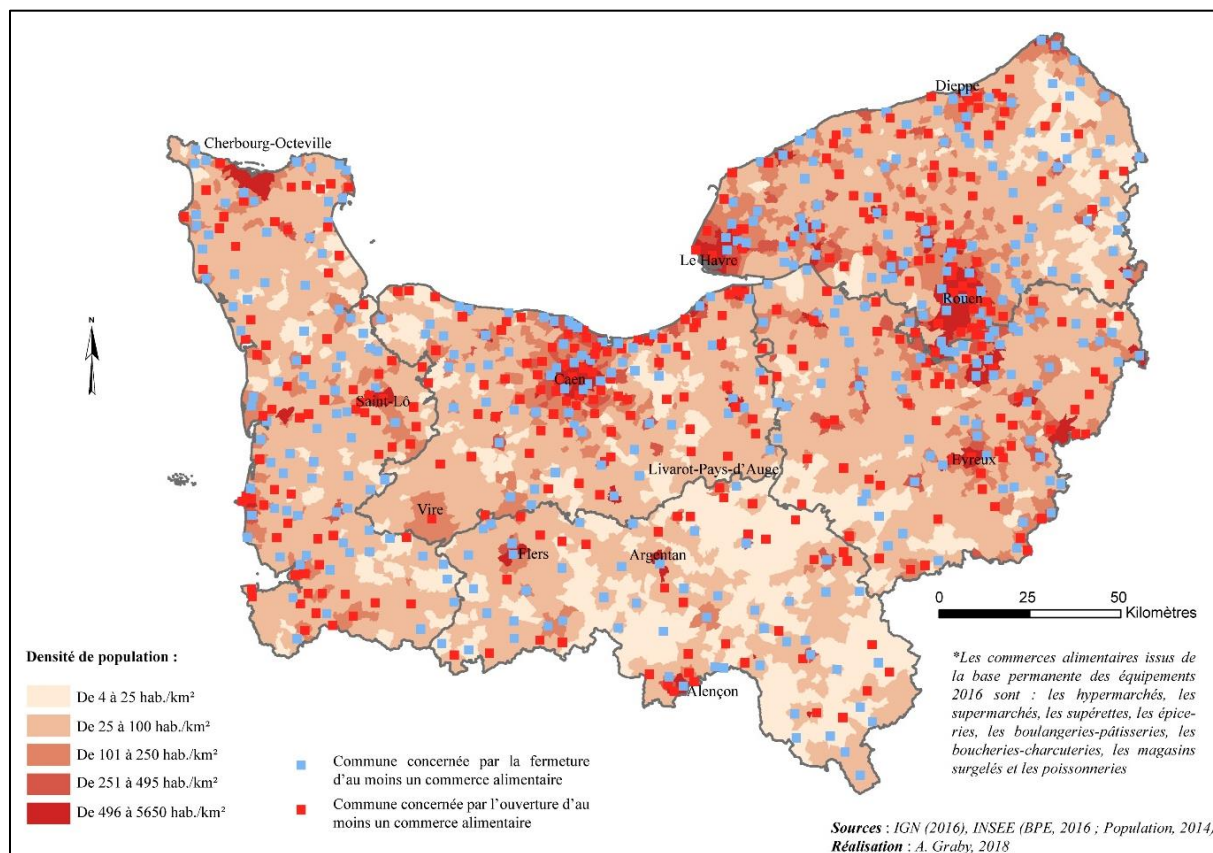 Dieppe
Cherbourg-Octeville
Le Havre
Rouen
N
Caen
Saint-Lô
Evreux
Livarot-Pays-d'Auge
Vire
Flers
Argentan
Alençon
0 25 50
Kilomètres
Densité de population :
De 4 à 25 hab./km²
De 25 à 100 hab./km²
De 101 à 250 hab./km²
De 251 à 495 hab./km²
De 496 à 5650 hab./km²
Commune concernée par la fermeture
d'au moins un commerce alimentaire
Commune concernée par l'ouverture d'au
moins un commerce alimentaire
*Les commerces alimentaires issus de
la base permanente des équipements
2016 sont : les hypermarchés, les
supermarchés, les supérettes, les épice-
ries, les boulangeries-pâtisseries, les
boucheries-charcuteries, les magasins
surgelés et les poissonneries
Sources : IGN (2016), INSEE (BPE, 2016 ; Population, 2014)
Réalisation : A. Graby, 2018